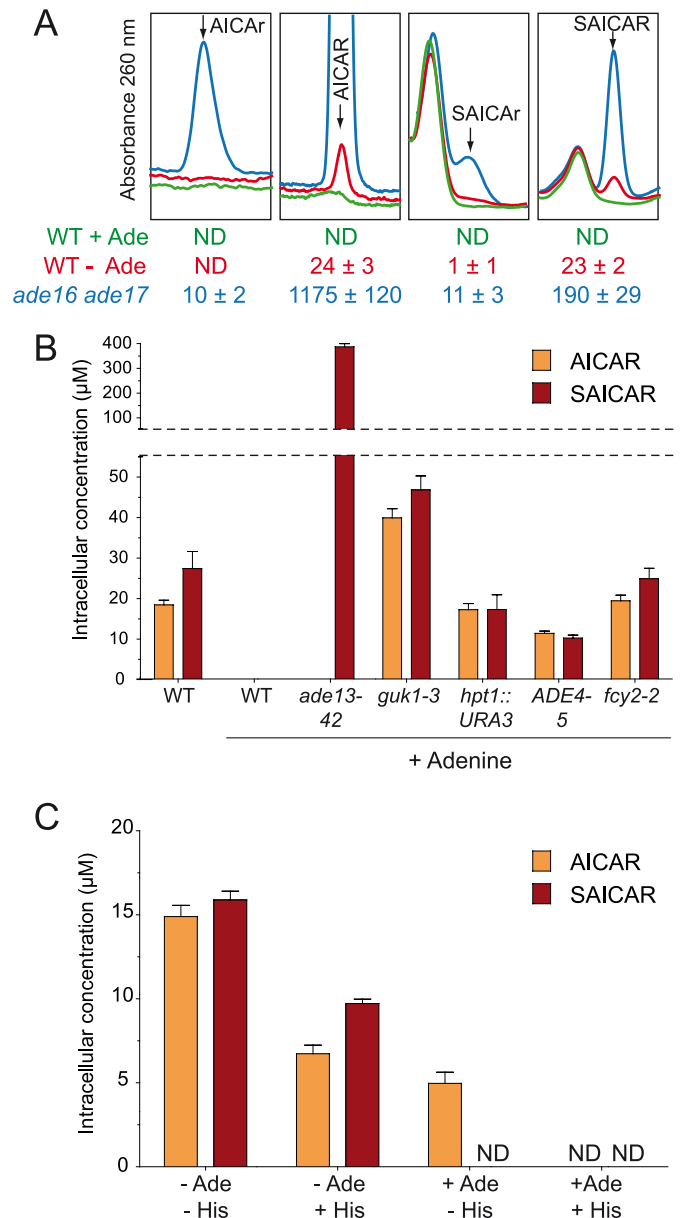 A
Absorbance 260 nm
AICAr
AICAR
SAICAr
SAICAR
WT + Ade ND ND ND ND
WT - Ade ND 24 ± 3 1 ± 1 23 ± 2
ade16 ade17 10 ± 2 1175 ± 120 11 ± 3 190 ± 29
B
Intracellular concentration (µM)
400
300
200
100
50
40
30
20
10
0
AICAR
SAICAR
WT WT ade13- guk1-3 hpt1:: ADE4- fcy2-2
42 URA3 5
+ Adenine
C
Intracellular concentration (µM)
20
15
10
5
0
AICAR
SAICAR
ND
ND ND
- Ade - Ade + Ade +Ade
- His + His - His + His